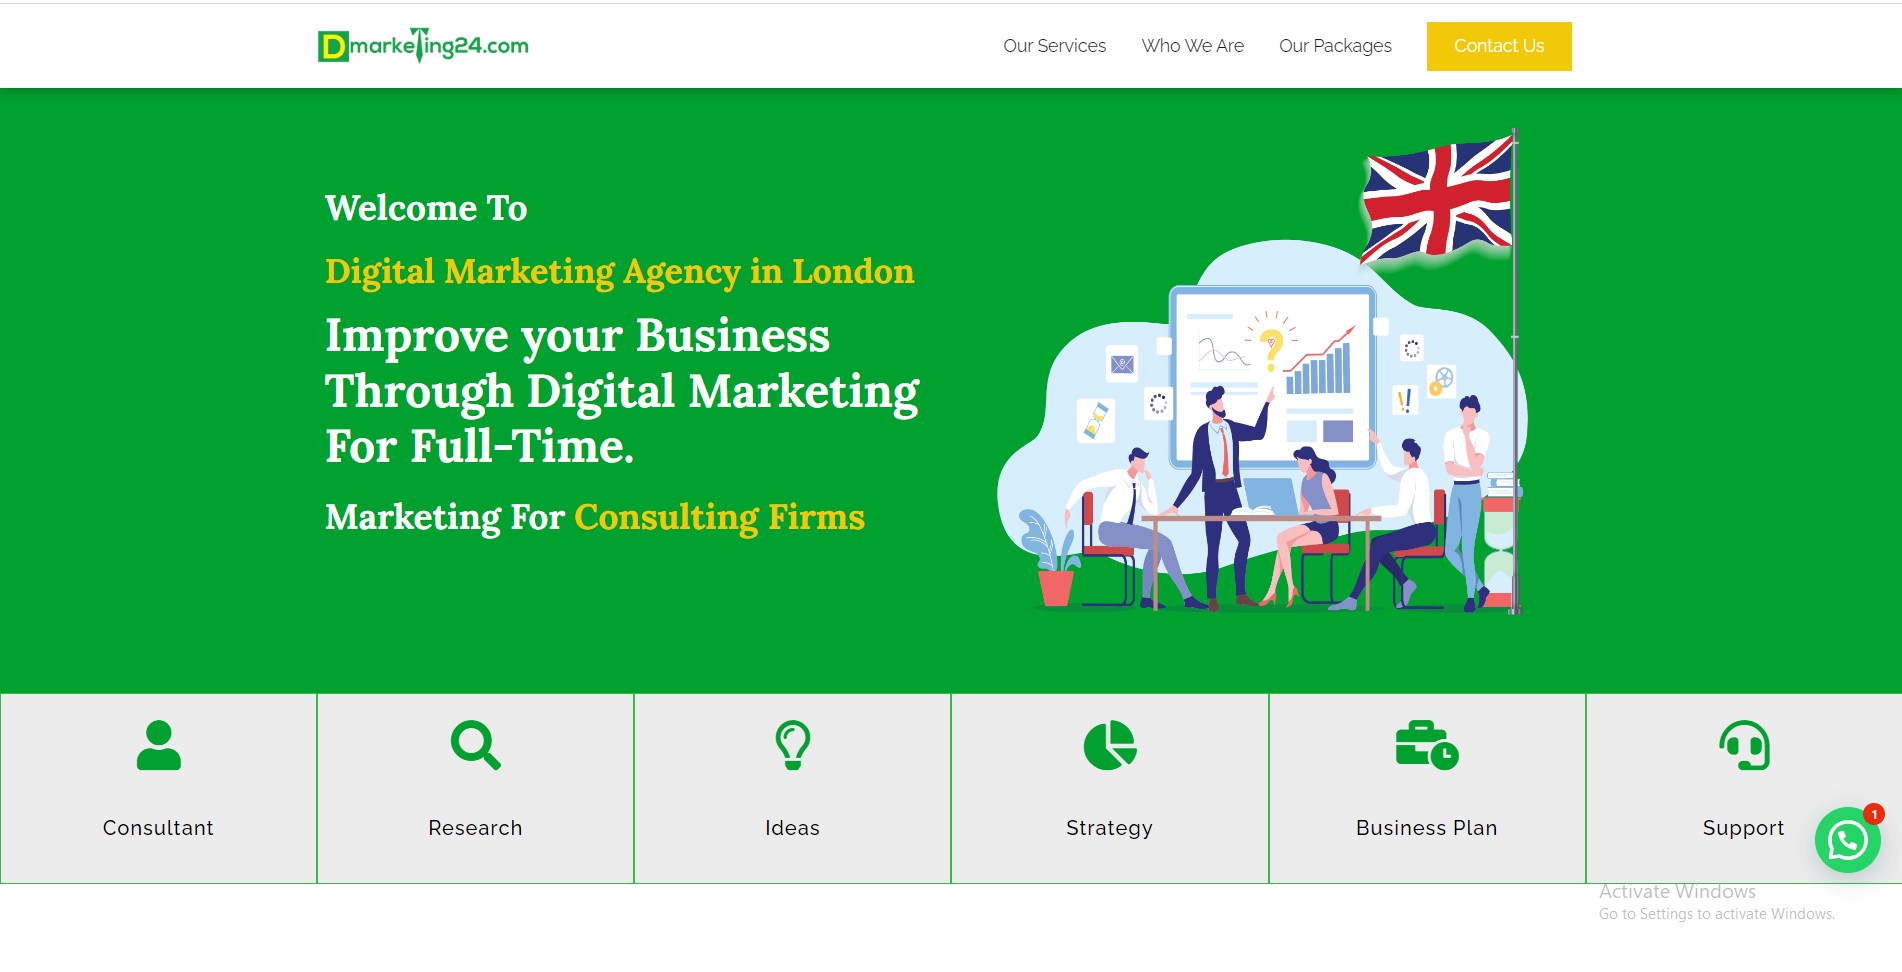 Dmarketing24.com
Our Services
Who We Are
Our Packages
Contact Us
Welcome To
Digital Marketing Agency in London
Improve your Business
Through Digital Marketing
For Full-Time.
Marketing For Consulting Firms
?
Consultant
Research
Ideas
Strategy
Business Plan
Support
1
Activate Windows
Go to Settings to activate Windows.